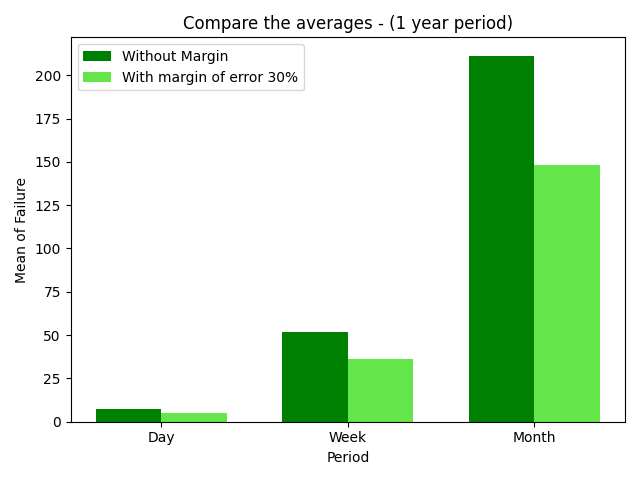 Compare the averages - (1 year period)
Without Margin
With margin of error 30%
200
175
150
125
100
75
50
25
0
Mean of Failure
Day Week Month
Period